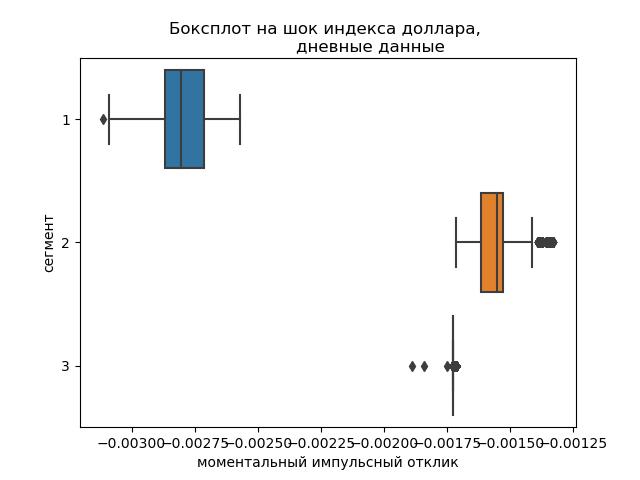 Боксплот на шок индекса доллара,
дневные данные
1
2
3
сегмент
−0.00300 −0.00275 −0.00250 −0.00225 −0.00200 −0.00175 −0.00150 −0.00125
моментальный импульсный отклик